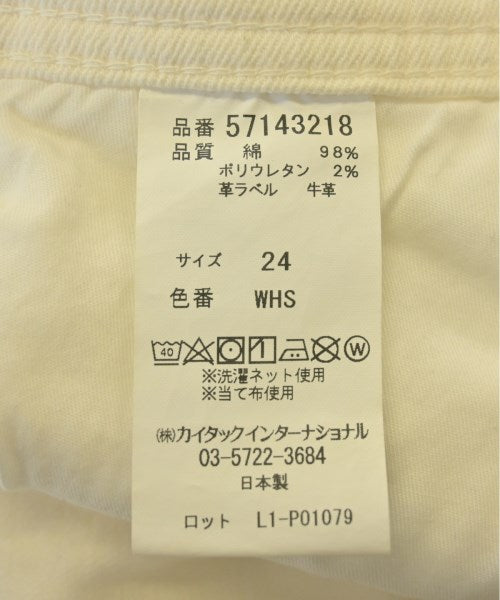 品番 57143218
品質 綿 98%
ポリウレタン 2%
革ラベル 牛革
サイズ 24
色番 WHS
40 W
※洗濯ネット使用
※当て布使用
㈱カイタックインターナショナル
03-5722-3684
日本製
ロット L1-P01079